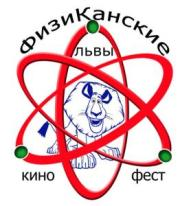 ФизиКанские
львы
кино фест